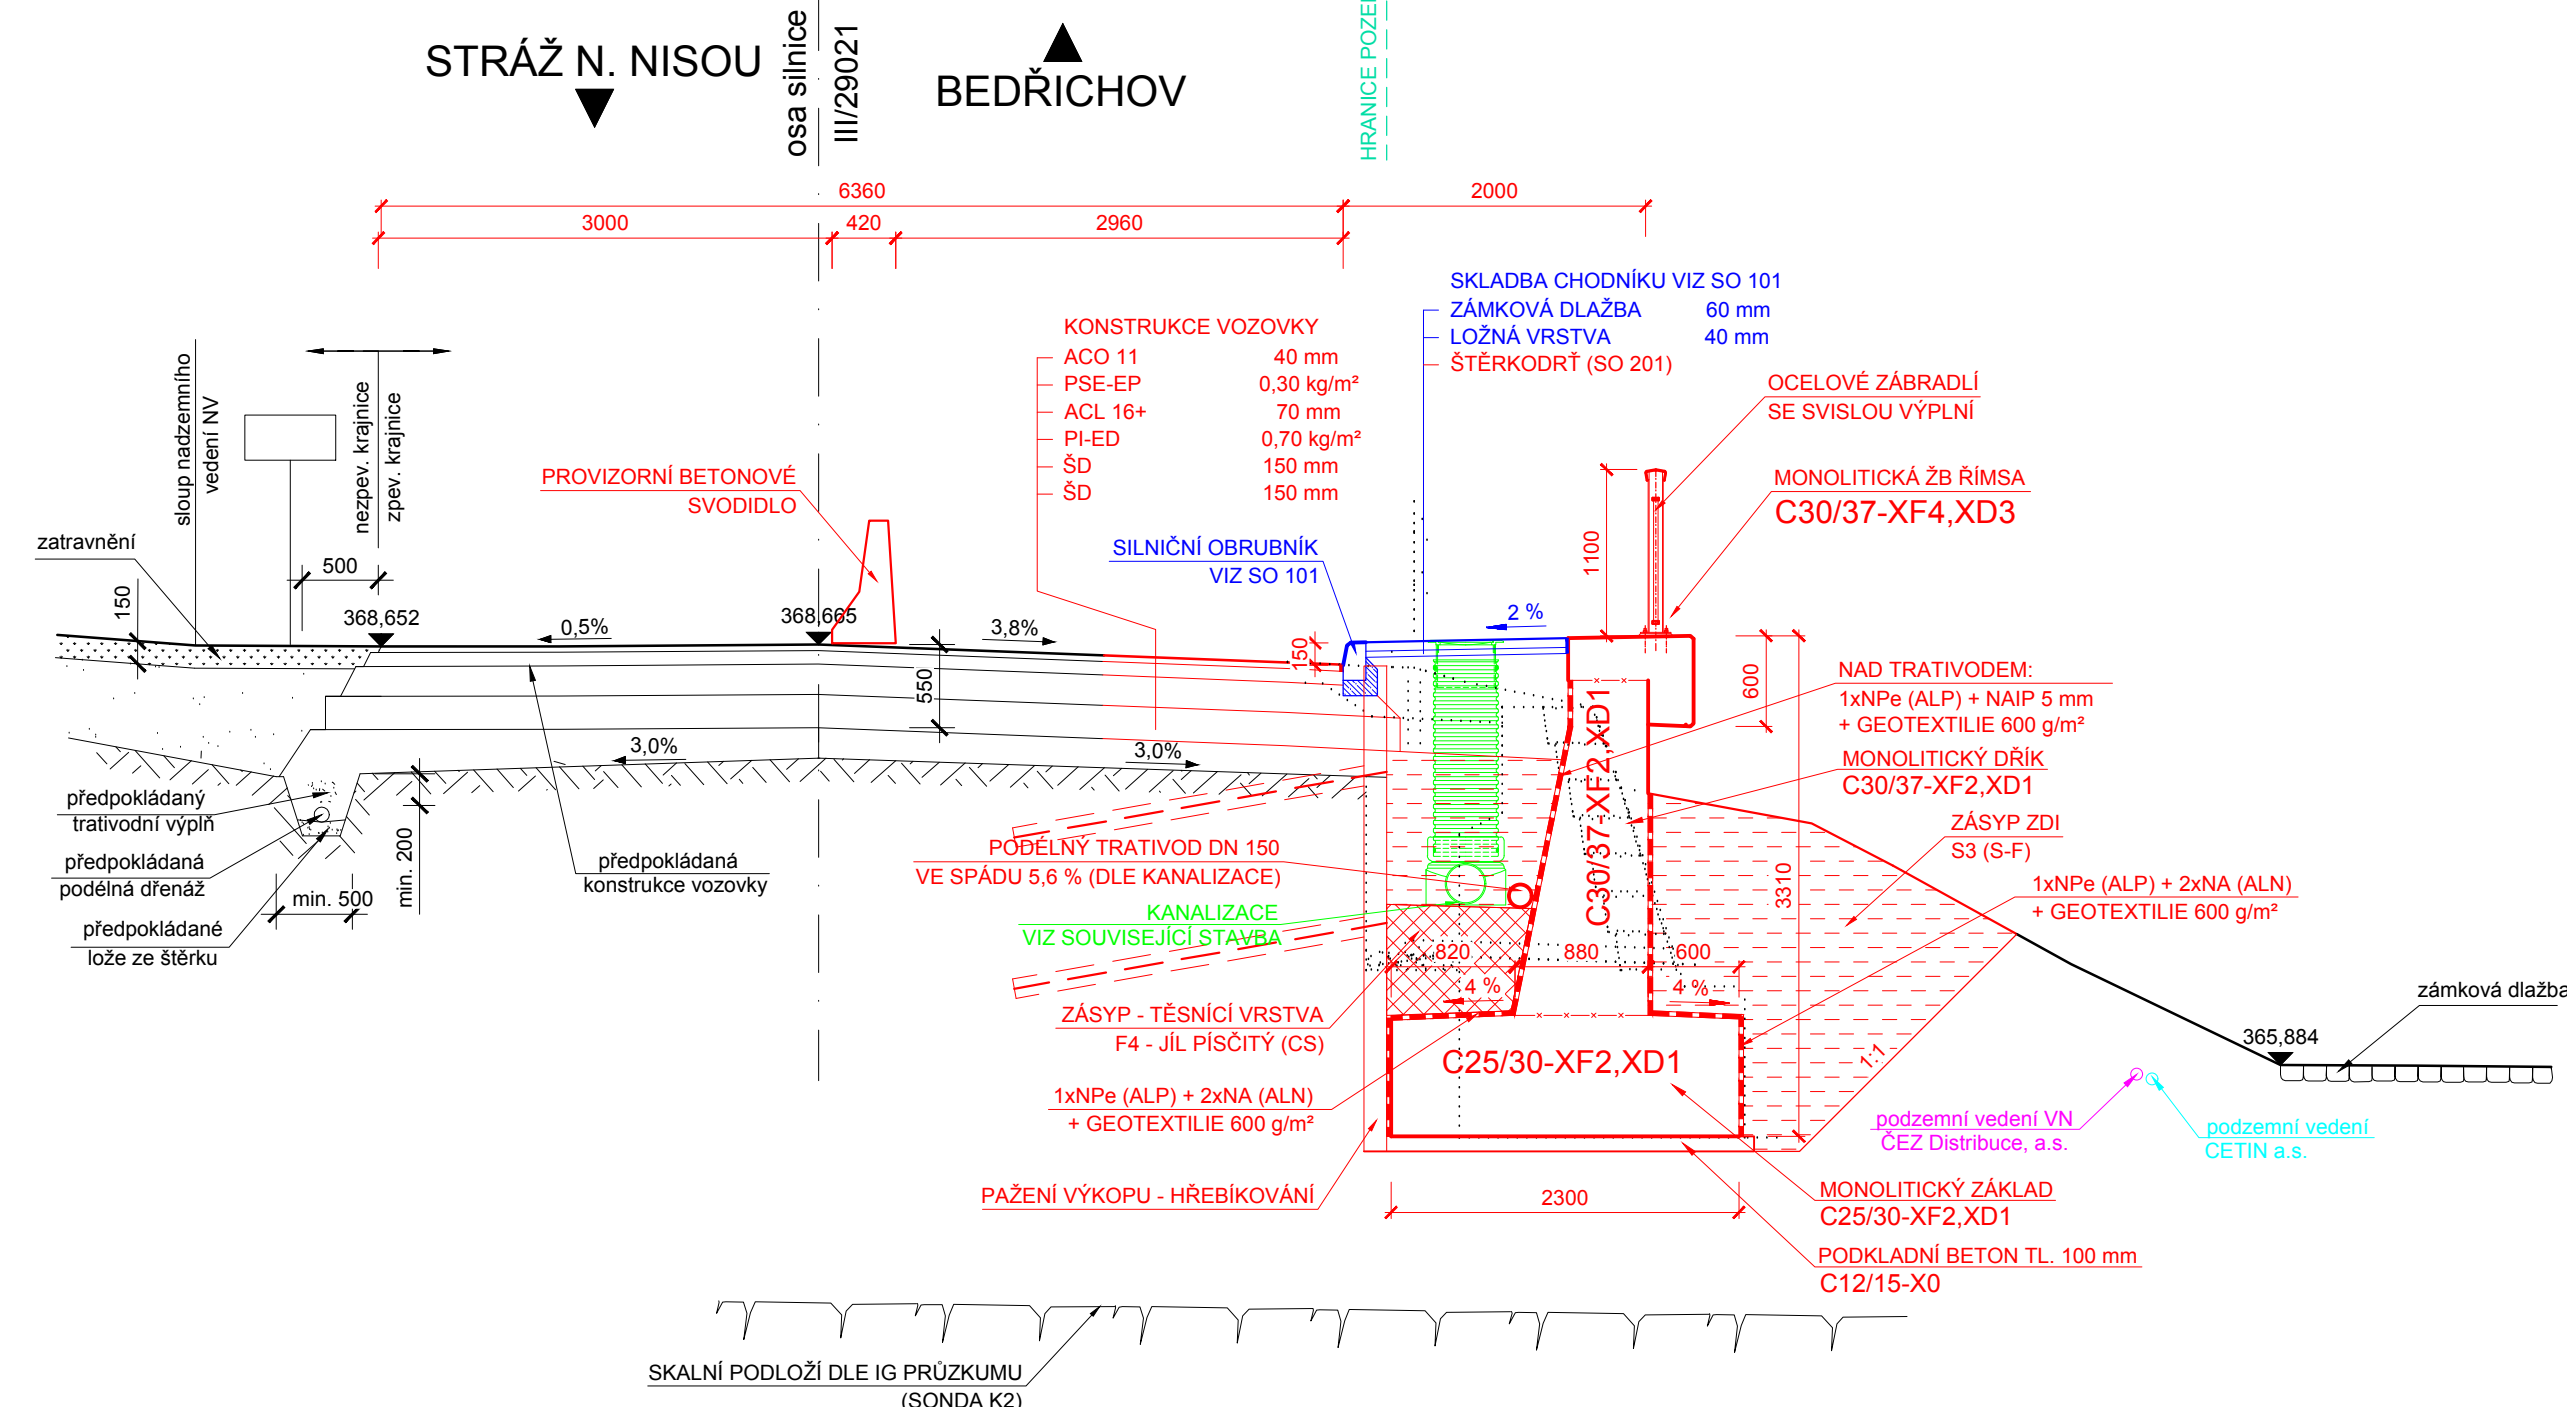 STRÁŽ N. NISOU
osa silnice
III/29021
BEDŘICHOV
6360
2000
3000
420
2960
SKLADBA CHODNÍKU VIZ SO 101
ZÁMKOVÁ DLAŽBA 60 mm
LOŽNÁ VRSTVA 40 mm
ŠTĚRKODRŤ (SO 201)
KONSTRUKCE VOZOVKY
ACO 11 40 mm
PSE-EP 0,30 kg/m²
ACL 16+ 70 mm
PI-ED 0,70 kg/m²
ŠD 150 mm
ŠD 150 mm
OCELOVÉ ZÁBRADLÍ
SE SVISLOU VÝPLNÍ
MONOLITICKÁ ŽB ŘÍMSA
C30/37-XF4,XD3
sloup nadzemního
vedení NV
nezpev. krajnice
zpev. krajnice
PROVIZORNÍ BETONOVÉ
SVODIDLO
SILNIČNÍ OBRUBNÍK
VIZ SO 101
1100
zatravnění
500
150
368,652
0,5%
368,665
3,8%
550
150
2 %
600
NAD TRATIVODEM:
1xNPe (ALP) + NAIP 5 mm
+ GEOTEXTILIE 600 g/m²
MONOLITICKÝ DŘÍK
C30/37-XF2,XD1
C30/37-XF2,XD1
3,0%
3,0%
předpokládaný
trativodní výplň
předpokládaná
podélná dřenáž
min. 500
min. 200
předpokládané
lože ze štěrku
předpokládaná
konstrukce vozovky
PODÉLNÝ TRATIVOD DN 150
VE SPÁDU 5,6 % (DLE KANALIZACE)
KANALIZACE
VIZ SOUVISEJÍCÍ STAVBA
ZÁSYP ZDI
S3 (S-F)
3310
1xNPe (ALP) + 2xNA (ALN)
+ GEOTEXTILIE 600 g/m²
820
880
600
4 %
4 %
ZÁSYP - TĚSNÍCÍ VRSTVA
F4 - JÍL PÍSČITÝ (CS)
C25/30-XF2,XD1
1:1
zámková dlažba
365,884
1xNPe (ALP) + 2xNA (ALN)
+ GEOTEXTILIE 600 g/m²
podzemní vedení VN
ČEZ Distribuce, a.s.
podzemní vedení
CETIN a.s.
PAŽENÍ VÝKOPU - HŘEBÍKOVÁNÍ
2300
MONOLITICKÝ ZÁKLAD
C25/30-XF2,XD1
PODKLADNÍ BETON TL. 100 mm
C12/15-X0
SKALNÍ PODLOŽÍ DLE IG PRŮZKUMU
(SONDA K2)
HRANICE